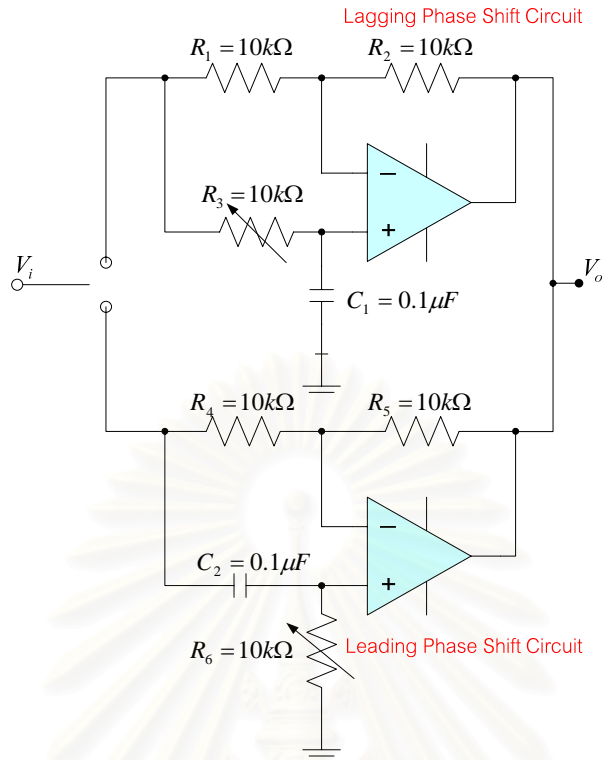 Lagging Phase Shift Circuit
R₁ = 10kΩ
R₂ = 10kΩ
−
R₃ = 10kΩ
+
Vᵢ
Vₒ
C₁ = 0.1μF
R₄ = 10kΩ
R₅ = 10kΩ
−
C₂ = 0.1μF
+
R₆ = 10kΩ
Leading Phase Shift Circuit